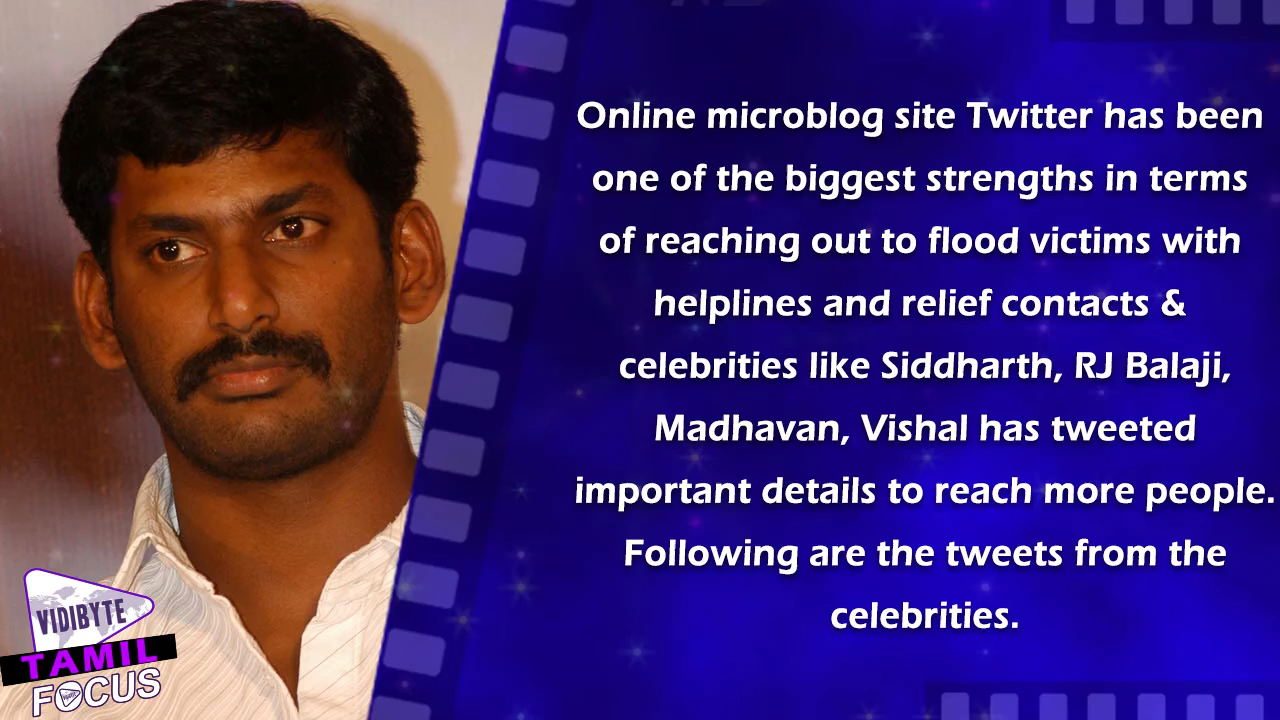 Online microblog site Twitter has been
one of the biggest strengths in terms
of reaching out to flood victims with
helplines and relief contacts &
celebrities like Siddharth, RJ Balaji,
Madhavan, Vishal has tweeted
important details to reach more people.
Following are the tweets from the
celebrities.
VIDIBYTE
TAMIL
FOCUS